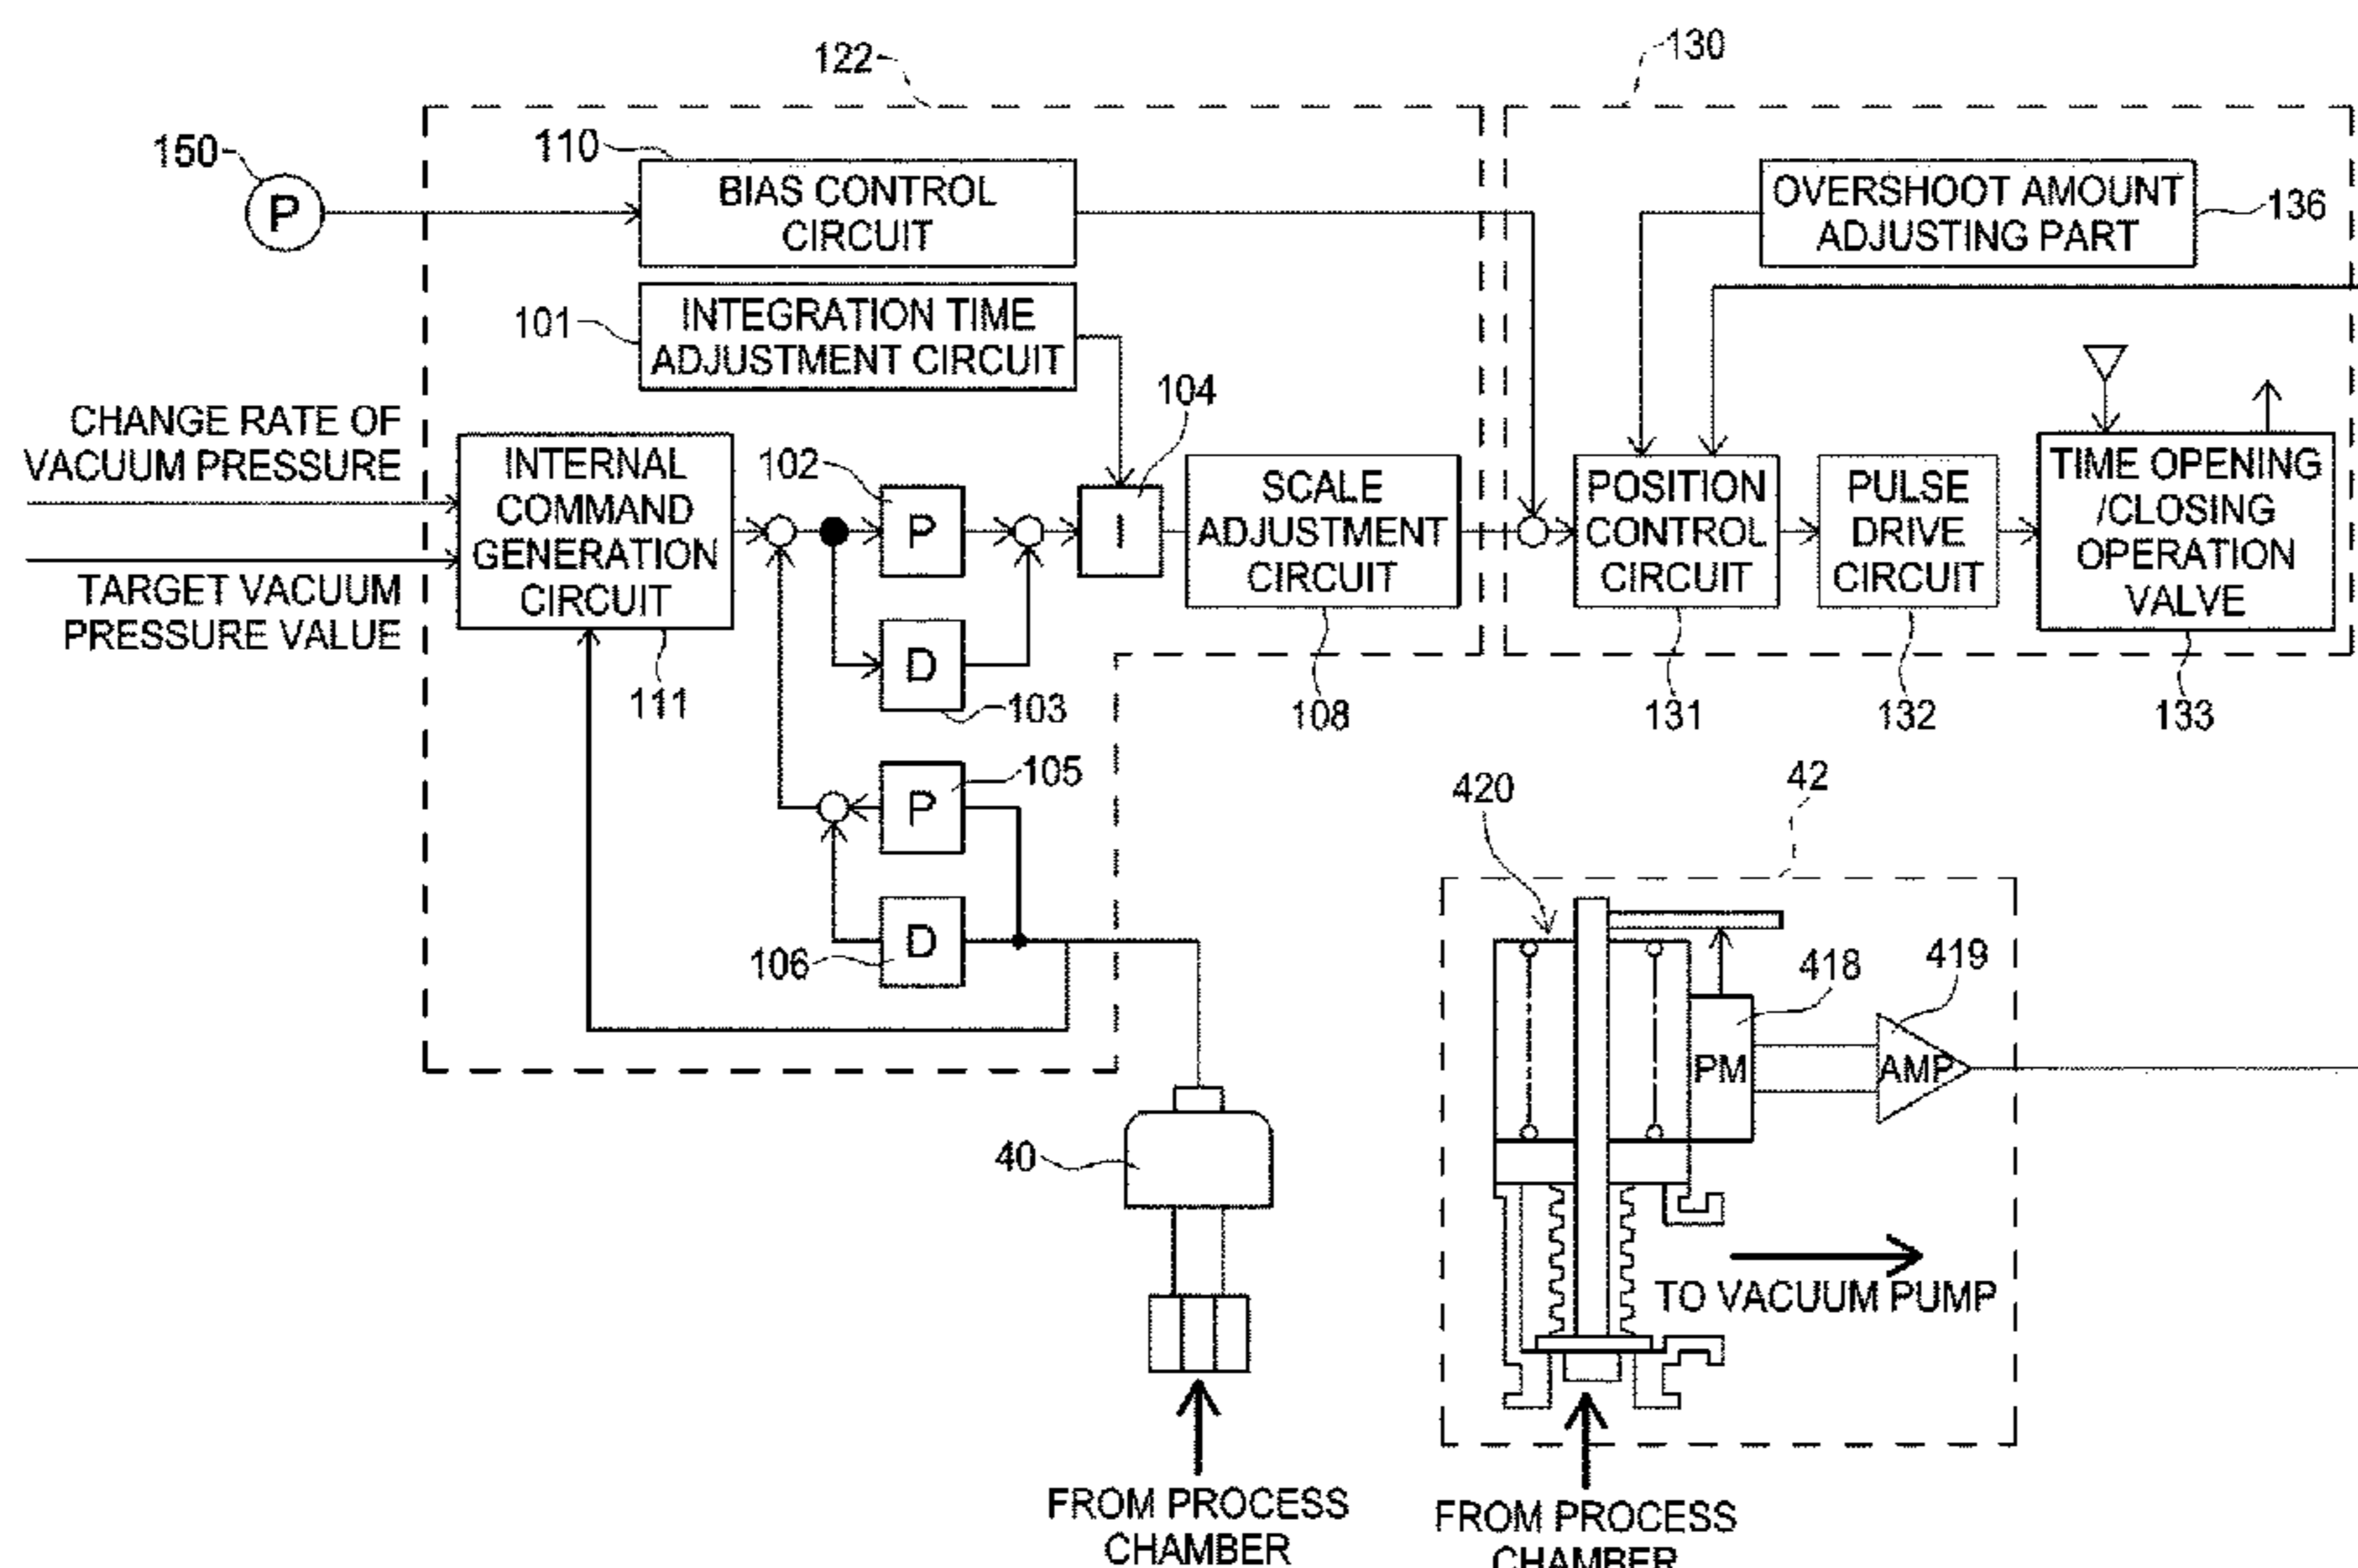 122
130
150
P
110
BIAS CONTROL
CIRCUIT
OVERSHOOT AMOUNT
ADJUSTING PART
136
101
INTEGRATION TIME
ADJUSTMENT CIRCUIT
104
CHANGE RATE OF
VACUUM PRESSURE
TARGET VACUUM
PRESSURE VALUE
INTERNAL
COMMAND
GENERATION
CIRCUIT
111
102
P
D
103
I
SCALE
ADJUSTMENT
CIRCUIT
108
POSITION
CONTROL
CIRCUIT
131
PULSE
DRIVE
CIRCUIT
132
TIME OPENING
/CLOSING
OPERATION
VALVE
133
P
105
D
106
40
FROM PROCESS
CHAMBER
42
420
418
419
PM
AMP
TO VACUUM PUMP
FROM PROCESS
CHAMBER